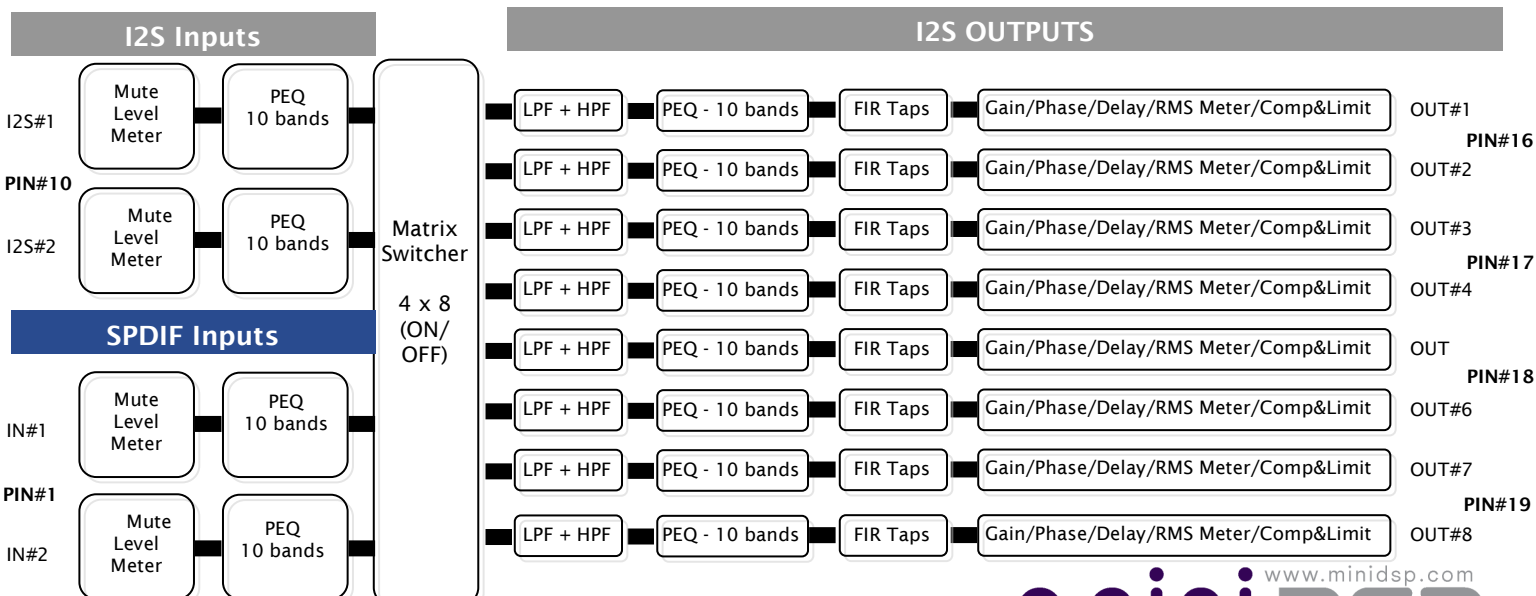 I2S Inputs
I2S OUTPUTS
I2S#1
Mute
Level
Meter
PEQ
10 bands
PIN#10
I2S#2
Mute
Level
Meter
PEQ
10 bands
SPDIF Inputs
IN#1
Mute
Level
Meter
PEQ
10 bands
PIN#1
IN#2
Mute
Level
Meter
PEQ
10 bands
Matrix
Switcher
4 x 8
(ON/
OFF)
LPF + HPF PEQ - 10 bands FIR Taps Gain/Phase/Delay/RMS Meter/Comp&Limit OUT#1
PIN#16
LPF + HPF PEQ - 10 bands FIR Taps Gain/Phase/Delay/RMS Meter/Comp&Limit OUT#2
LPF + HPF PEQ - 10 bands FIR Taps Gain/Phase/Delay/RMS Meter/Comp&Limit OUT#3
PIN#17
LPF + HPF PEQ - 10 bands FIR Taps Gain/Phase/Delay/RMS Meter/Comp&Limit OUT#4
LPF + HPF PEQ - 10 bands FIR Taps Gain/Phase/Delay/RMS Meter/Comp&Limit OUT
PIN#18
LPF + HPF PEQ - 10 bands FIR Taps Gain/Phase/Delay/RMS Meter/Comp&Limit OUT#6
LPF + HPF PEQ - 10 bands FIR Taps Gain/Phase/Delay/RMS Meter/Comp&Limit OUT#7
PIN#19
LPF + HPF PEQ - 10 bands FIR Taps Gain/Phase/Delay/RMS Meter/Comp&Limit OUT#8
www.minidsp.com